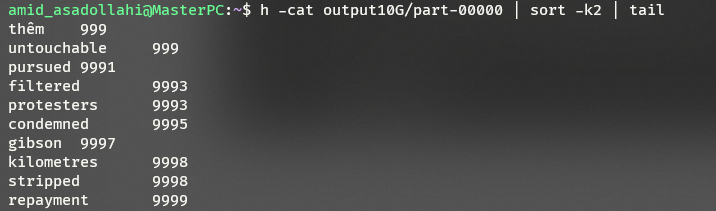 amid_asadollahi@MasterPC:~$ h -cat output10G/part-00000 | sort -k2 | tail
thêm    999
untouchable     999
pursued 9991
filtered        9993
protesters      9993
condemned       9995
gibson  9997
kilometres      9998
stripped        9998
repayment       9999